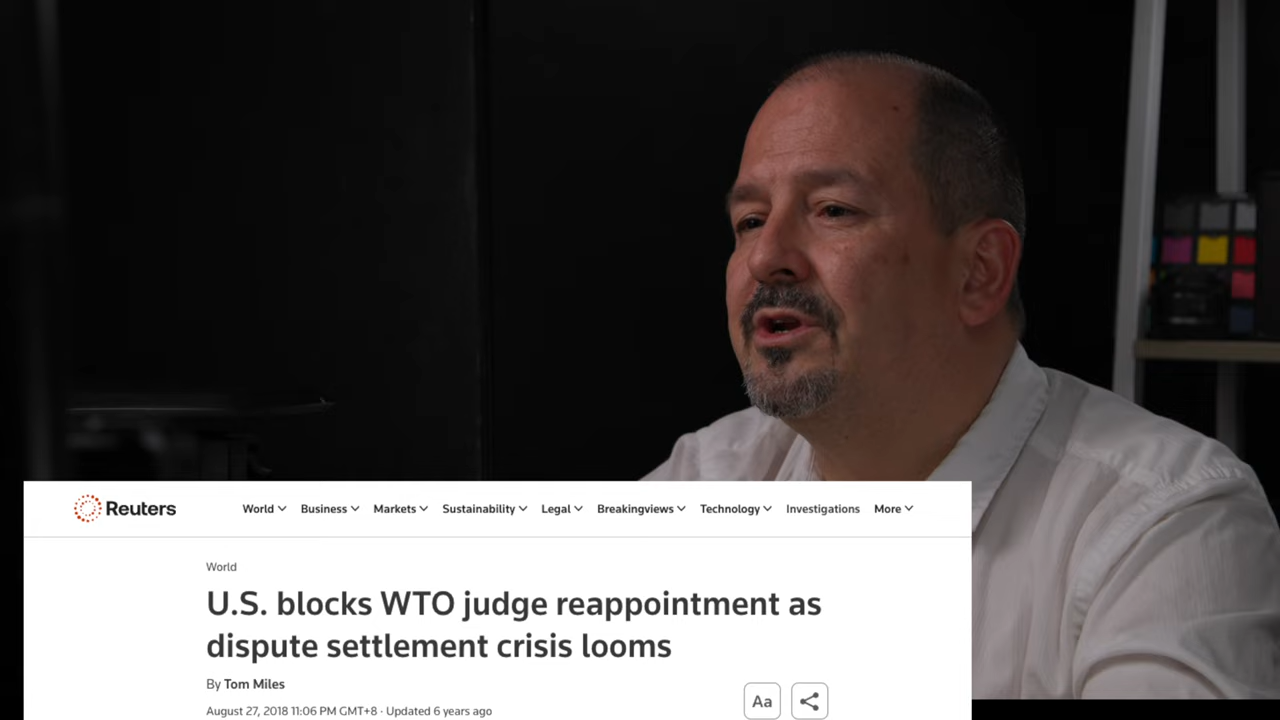 Reuters World Business Markets Sustainability Legal Breakingviews Technology Investigations More
World
U.S. blocks WTO judge reappointment as
dispute settlement crisis looms
By Tom Miles
Aa
August 27, 2018 11:06 PM GMT+8 · Updated 6 years ago